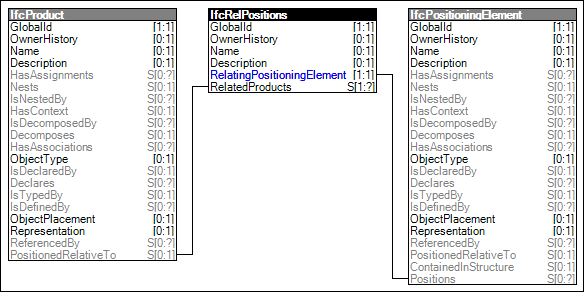 IfcProduct
GlobalId [1:1]
OwnerHistory [0:1]
Name [0:1]
Description [0:1]
HasAssignments S[0:?]
Nests S[0:1]
IsNestedBy S[0:?]
HasContext S[0:1]
IsDecomposedBy S[0:?]
Decomposes S[0:1]
HasAssociations S[0:?]
ObjectType [0:1]
IsDeclaredBy S[0:1]
Declares S[0:?]
IsTypedBy S[0:1]
IsDefinedBy S[0:?]
ObjectPlacement [0:1]
Representation [0:1]
ReferencedBy S[0:?]
PositionedRelativeTo S[0:1]
IfcRelPositions
GlobalId [1:1]
OwnerHistory [0:1]
Name [0:1]
Description [0:1]
RelatingPositioningElement [1:1]
RelatedProducts S[1:?]
IfcPositioningElement
GlobalId [1:1]
OwnerHistory [0:1]
Name [0:1]
Description [0:1]
HasAssignments S[0:?]
Nests S[0:1]
IsNestedBy S[0:?]
HasContext S[0:1]
IsDecomposedBy S[0:?]
Decomposes S[0:1]
HasAssociations S[0:?]
ObjectType [0:1]
IsDeclaredBy S[0:1]
Declares S[0:?]
IsTypedBy S[0:1]
IsDefinedBy S[0:?]
ObjectPlacement [0:1]
Representation [0:1]
ReferencedBy S[0:?]
PositionedRelativeTo S[0:1]
ContainedInStructure S[0:1]
Positions S[0:?]